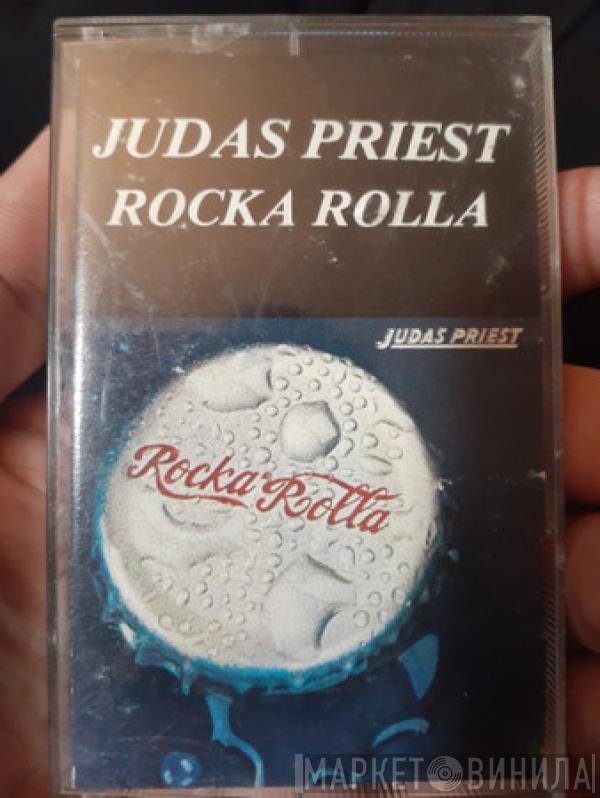 JUDAS PRIEST
ROCKA ROLLA
JUDAS PRIEST
Rocka Rolla
МАРКЕТ ВИНИЛА